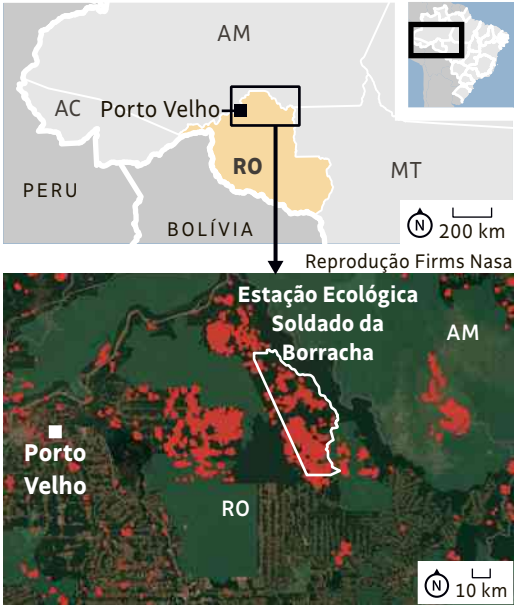 AM
AC
Porto Velho
RO
MT
PERU
BOLÍVIA
N
200 km
Reprodução Firms Nasa
Estação Ecológica
Soldado da
Borracha
AM
Porto
Velho
RO
N
10 km